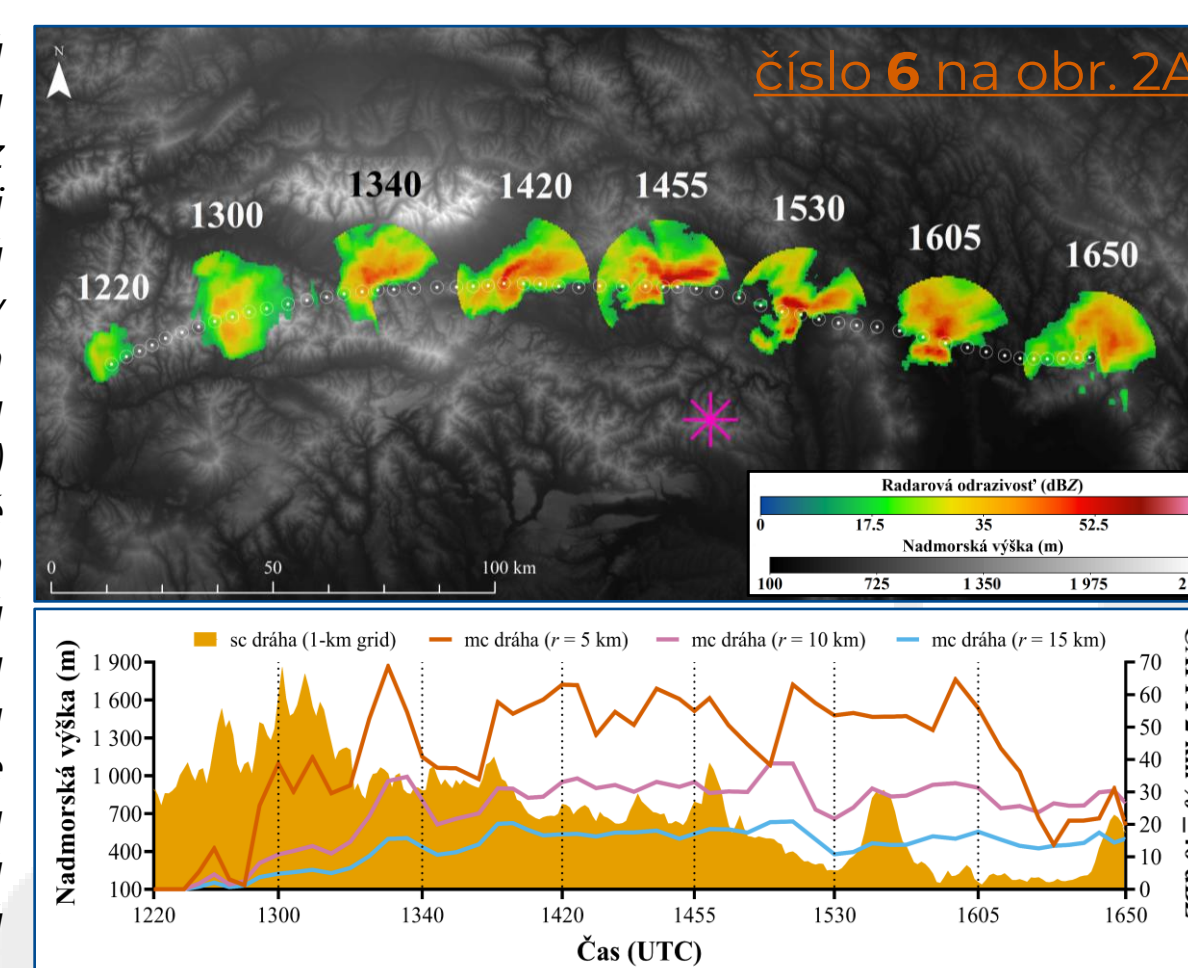 číslo 6 na obr. 2A
N
1220
1300
1340
1420
1455
1530
1605
1650
0 50 100 km
Radarová odrazivosť (dBZ)
0 17.5 35 52.5
Nadmorská výška (m)
100 725 1 350 1 975
sc dráha (1-km grid) mc dráha (r = 5 km) mc dráha (r = 10 km) mc dráha (r = 15 km)
Nadmorská výška (m)
1 900
1 600
1 300
1 000
700
400
100
70
60
50
40
30
20
10
0
1220 1300 1340 1420 1455 1530 1605 1650
Čas (UTC)